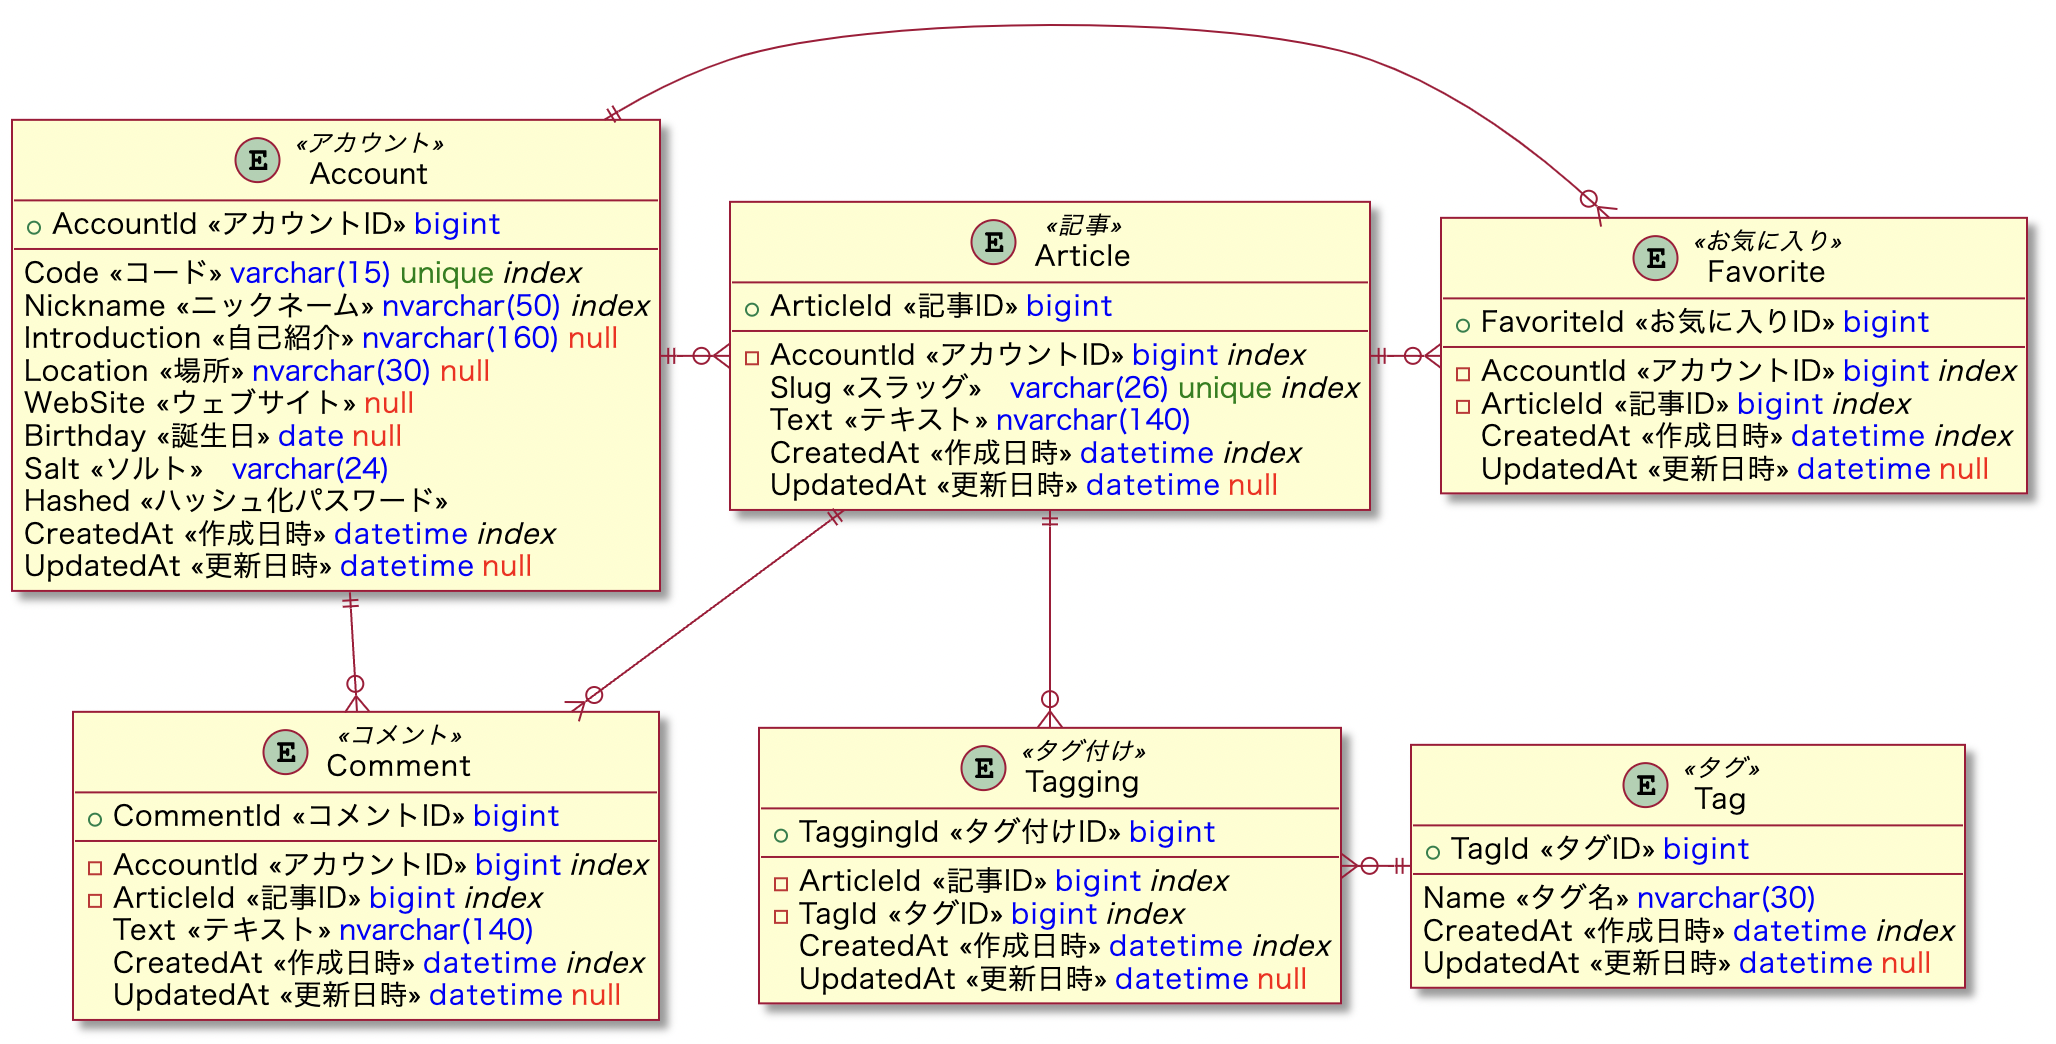 «アカウント»
E
Account
AccountId «アカウントID» bigint
Code «コード» varchar(15) unique index
Nickname «ニックネーム» nvarchar(50) index
Introduction «自己紹介» nvarchar(160) null
Location «場所» nvarchar(30) null
WebSite «ウェブサイト» null
Birthday «誕生日» date null
Salt «ソルト» varchar(24)
Hashed «ハッシュ化パスワード»
CreatedAt «作成日時» datetime index
UpdatedAt «更新日時» datetime null
«記事»
E
Article
ArticleId «記事ID» bigint
AccountId «アカウントID» bigint index
Slug «スラッグ» varchar(26) unique index
Text «テキスト» nvarchar(140)
CreatedAt «作成日時» datetime index
UpdatedAt «更新日時» datetime null
«お気に入り»
E
Favorite
FavoriteId «お気に入りID» bigint
AccountId «アカウントID» bigint index
ArticleId «記事ID» bigint index
CreatedAt «作成日時» datetime index
UpdatedAt «更新日時» datetime null
«コメント»
E
Comment
CommentId «コメントID» bigint
AccountId «アカウントID» bigint index
ArticleId «記事ID» bigint index
Text «テキスト» nvarchar(140)
CreatedAt «作成日時» datetime index
UpdatedAt «更新日時» datetime null
«タグ付け»
E
Tagging
TaggingId «タグ付けID» bigint
ArticleId «記事ID» bigint index
TagId «タグID» bigint index
CreatedAt «作成日時» datetime index
UpdatedAt «更新日時» datetime null
«タグ»
E
Tag
TagId «タグID» bigint
Name «タグ名» nvarchar(30)
CreatedAt «作成日時» datetime index
UpdatedAt «更新日時» datetime null